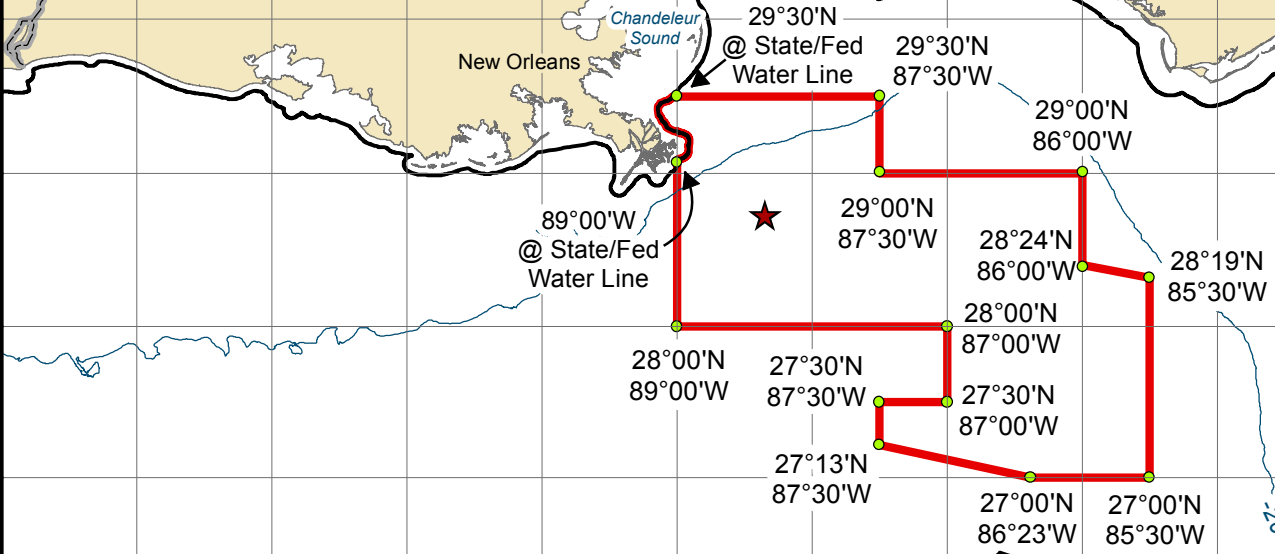 Chandeleur
Sound
29°30'N
@ State/Fed
Water Line
New Orleans
29°30'N
87°30'W
29°00'N
86°00'W
89°00'W
@ State/Fed
Water Line
29°00'N
87°30'W
28°24'N
86°00'W
28°19'N
85°30'W
28°00'N
87°00'W
28°00'N
89°00'W
27°30'N
87°30'W
27°30'N
87°00'W
27°13'N
87°30'W
27°00'N
86°23'W
27°00'N
85°30'W